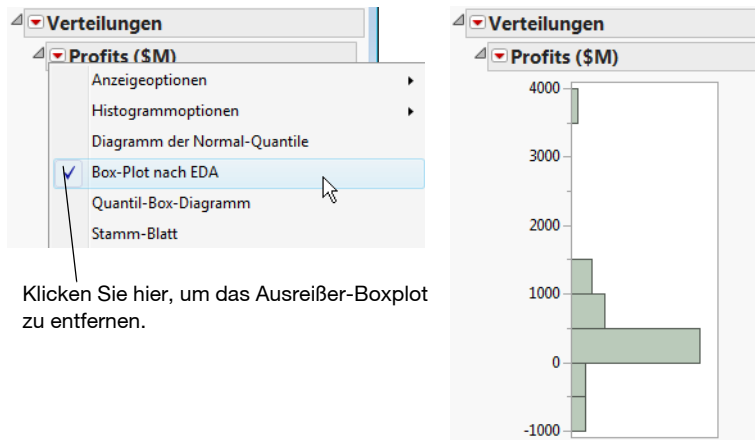 Verteilungen
Profits ($M)
Anzeigeoptionen
Histogrammoptionen
Diagramm der Normal-Quantile
Box-Plot nach EDA
Quantil-Box-Diagramm
Stamm-Blatt
Klicken Sie hier, um das Ausreißer-Boxplot
zu entfernen.
Verteilungen
Profits ($M)
4000
3000
2000
1000
0
-1000